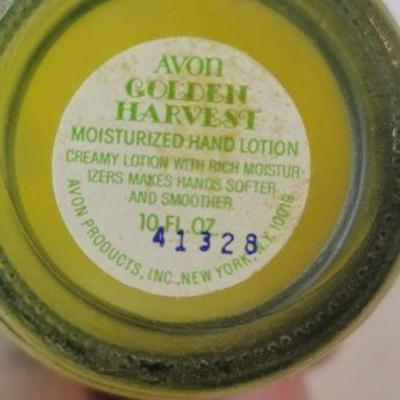 AVON
GOLDEN
HARVEST
MOISTURIZED HAND LOTION
CREAMY LOTION WITH RICH MOISTUR-
IZERS MAKES HANDS SOFTER
AND SMOOTHER
10 FL. OZ.
41328
AVON PRODUCTS, INC., NEW YORK, N.Y. 10019